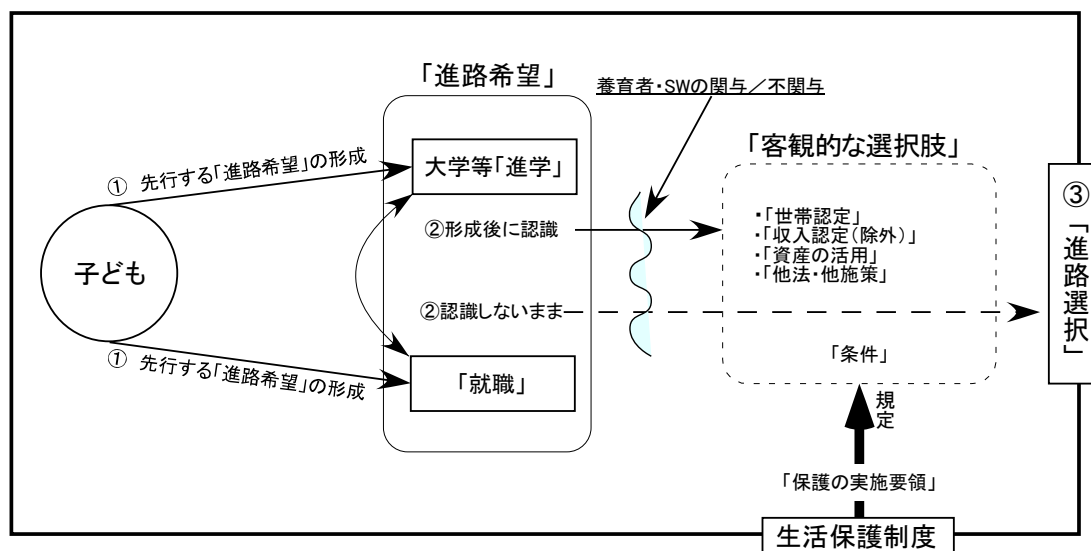 「進路希望」
養育者・SWの関与／不関与
① 先行する「進路希望」の形成
大学等「進学」
「客観的な選択肢」
子ども
②形成後に認識
・「世帯認定」
・「収入認定（除外）」
・「資産の活用」
・「他法・他施策」
②認識しないまま
「条件」
③「進路選択」
① 先行する「進路希望」の形成
「就職」
規定
「保護の実施要領」
生活保護制度